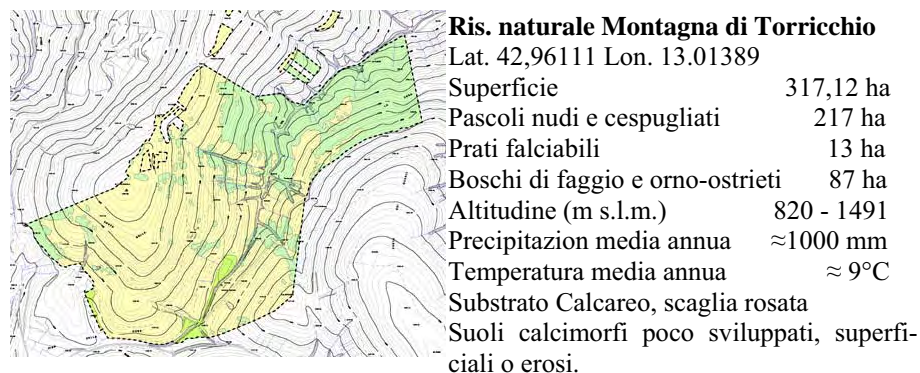 Ris. naturale Montagna di Torricchio
Lat. 42,96111 Lon. 13.01389
Superficie 317,12 ha
Pascoli nudi e cespugliati 217 ha
Prati falciabili 13 ha
Boschi di faggio e orno-ostrieti 87 ha
Altitudine (m s.l.m.) 820 - 1491
Precipitazion media annua ≈1000 mm
Temperatura media annua ≈ 9°C
Substrato Calcareo, scaglia rosata
Suoli calcimorfi poco sviluppati, superfi-
ciali o erosi.